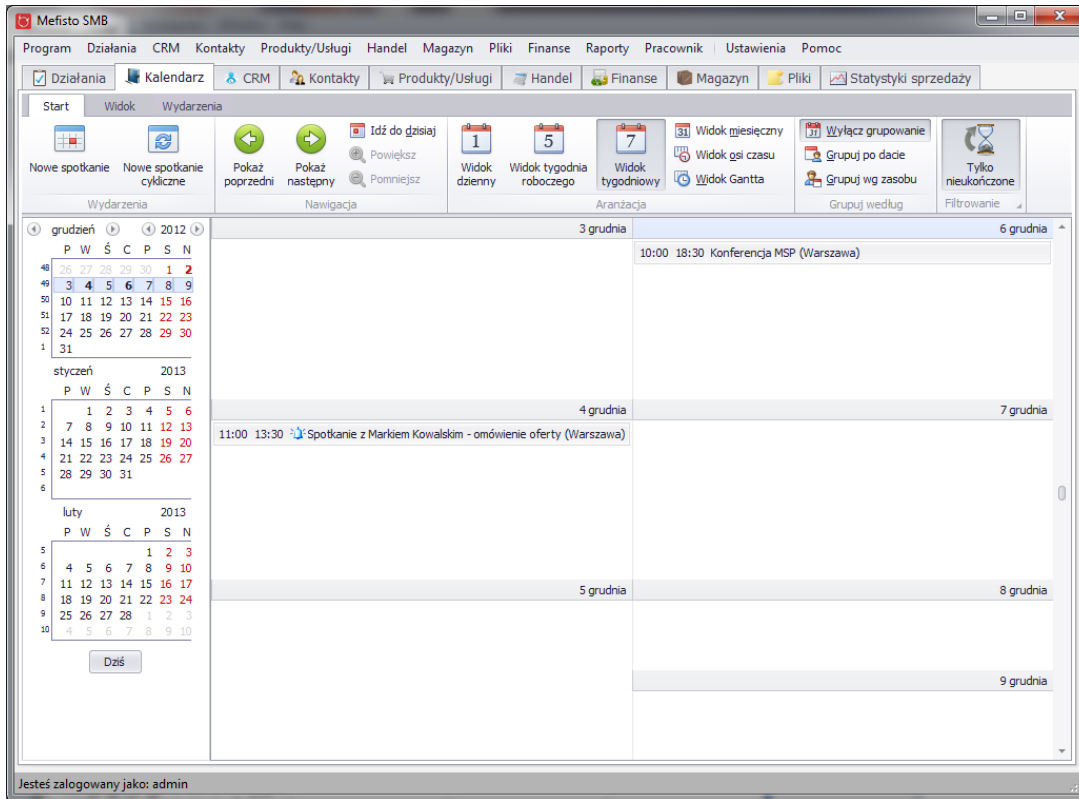 Mefisto SMB
Program Działania CRM Kontakty Produkty/Usługi Handel Magazyn Pliki Finanse Raporty Pracownik Ustawienia Pomoc
Działania Kalendarz CRM Kontakty Produkty/Usługi Handel Finanse Magazyn Pliki Statystyki sprzedaży
Start Widok Wydarzenia
Nowe spotkanie
Nowe spotkanie cykliczne
Wydarzenia
Pokaż poprzedni
Pokaż następny
Idź do dzisiaj
Powiększ
Pomniejsz
Nawigacja
1
Widok dzienny
5
Widok tygodnia roboczego
7
Widok tygodniowy
31 Widok miesięczny
Widok osi czasu
Widok Gantta
Aranżacja
31 Wyłącz grupowanie
Grupuj po dacie
Grupuj wg zasobu
Grupuj według
Tylko nieukończone
Filtrowanie
grudzień 2012
P W Ś C P S N
48 26 27 28 29 30 1 2
49 3 4 5 6 7 8 9
50 10 11 12 13 14 15 16
51 17 18 19 20 21 22 23
52 24 25 26 27 28 29 30
1 31
styczeń 2013
P W Ś C P S N
1 1 2 3 4 5 6
2 7 8 9 10 11 12 13
3 14 15 16 17 18 19 20
4 21 22 23 24 25 26 27
5 28 29 30 31
6
luty 2013
P W Ś C P S N
5 1 2 3
6 4 5 6 7 8 9 10
7 11 12 13 14 15 16 17
8 18 19 20 21 22 23 24
9 25 26 27 28 1 2 3
10 4 5 6 7 8 9 10
Dziś
3 grudnia
4 grudnia
11:00 13:30 Spotkanie z Markiem Kowalskim - omówienie oferty (Warszawa)
5 grudnia
6 grudnia
10:00 18:30 Konferencja MSP (Warszawa)
7 grudnia
8 grudnia
9 grudnia
Jesteś zalogowany jako: admin